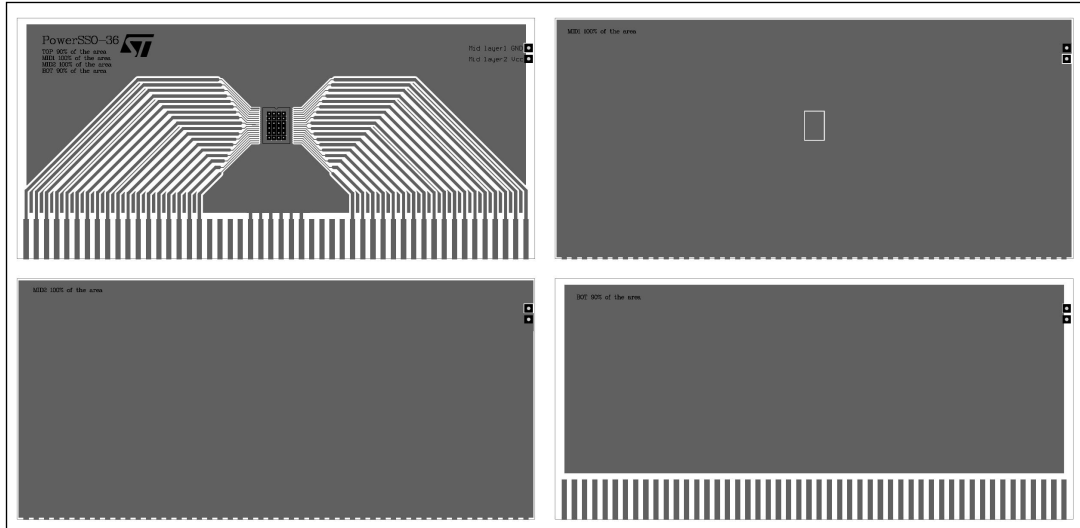 PowerSSO-36
TOP 90% of the area
MID1 100% of the area
MID2 100% of the area
BOT 90% of the area
Mid layer1 GND
Mid layer2 Vcc
MID1 100% of the area
MID2 100% of the area
BOT 90% of the area